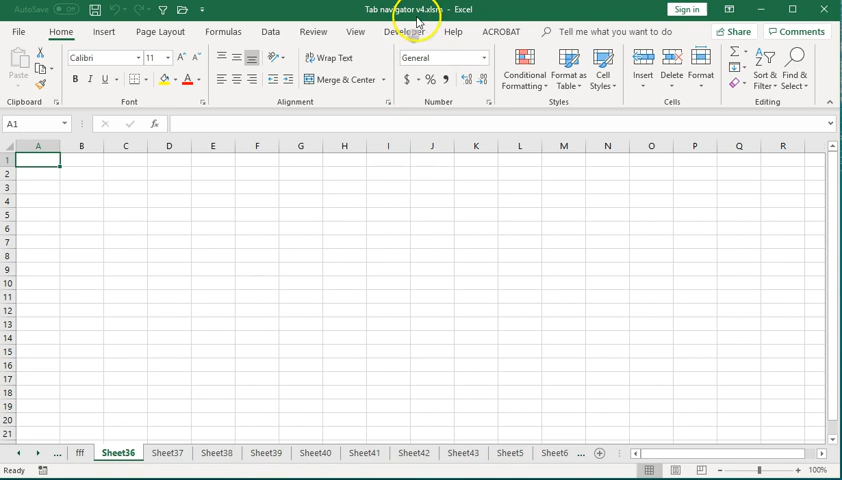 AutoSave Off Tab navigator v4.xlsm - Excel Sign in
File Home Insert Page Layout Formulas Data Review View Developer Help ACROBAT Tell me what you want to do Share Comments
Paste Calibri 11 A A Wrap Text General Conditional Format as Cell Insert Delete Format Sort & Find &
B I U A Merge & Center $ % , Formatting Table Styles Filter Select
Clipboard Font Alignment Number Styles Cells Editing
A1 fx
A B C D E F G H I J K L M N O P Q R
1
2
3
4
5
6
7
8
9
10
11
12
13
14
15
16
17
18
19
20
21
... fff Sheet36 Sheet37 Sheet38 Sheet39 Sheet40 Sheet41 Sheet42 Sheet43 Sheet5 Sheet6 ...
Ready 100%